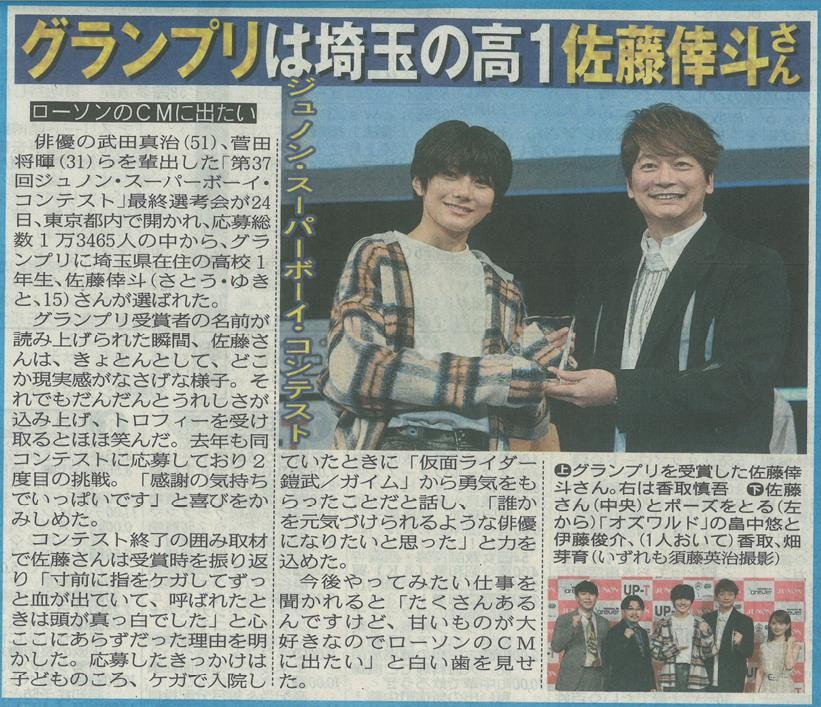 グランプリは埼玉の高1佐藤倖斗さん
ジュノン・スーパーボーイ・コンテスト
ローソンのCMに出たい
俳優の武田真治(51)、菅田
将暉(31)らを輩出した「第37
回ジュノン・スーパーボーイ・
コンテスト」最終選考会が24
日、東京都内で開かれ、応募総
数1万3465人の中から、グラ
ンプリに埼玉県在住の高校1
年生、佐藤倖斗(さとう・ゆき
と、15)さんが選ばれた。
グランプリ受賞者の名前が
読み上げられた瞬間、佐藤さ
んは、きょとんとして、どこ
か現実感がなさげな様子。そ
れでもだんだんとうれしさが
込み上げ、トロフィーを受け
取るとほほ笑んだ。去年も同
コンテストに応募しており2
度目の挑戦。「感謝の気持ち
でいっぱいです」と喜びをか
みしめた。
コンテスト終了の囲み取材
で佐藤さんは受賞時を振り返
り「寸前に指をケガしてずっ
と血が出ていて、呼ばれたと
きは頭が真っ白でした」と心
ここにあらずだった理由を明
かした。応募したきっかけは
子どものころ、ケガで入院し
ていたときに「仮面ライダー
鎧武/ガイム」から勇気をも
らったことだと話し、「誰か
を元気づけられるような俳優
になりたいと思った」と力を
込めた。
今後やってみたい仕事を
聞かれると「たくさんある
んですけど、甘いものが大
好きなのでローソンのCM
に出たい」と白い歯を見せ
た。
上グランプリを受賞した佐藤倖
斗さん。右は香取慎吾 下佐藤
さん(中央)とポーズをとる(左
から)「オズワルド」の畠中悠と
伊藤俊介、(1人おいて)香取、畑
芽育(いずれも須藤英治撮影)
UP-T
JUNON